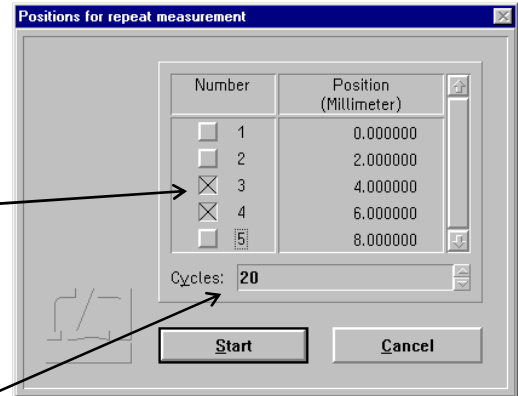 Positions for repeat measurement
Number Position
(Millimeter)
1 0.000000
2 2.000000
3 4.000000
4 6.000000
5 8.000000
Cycles: 20
Start Cancel